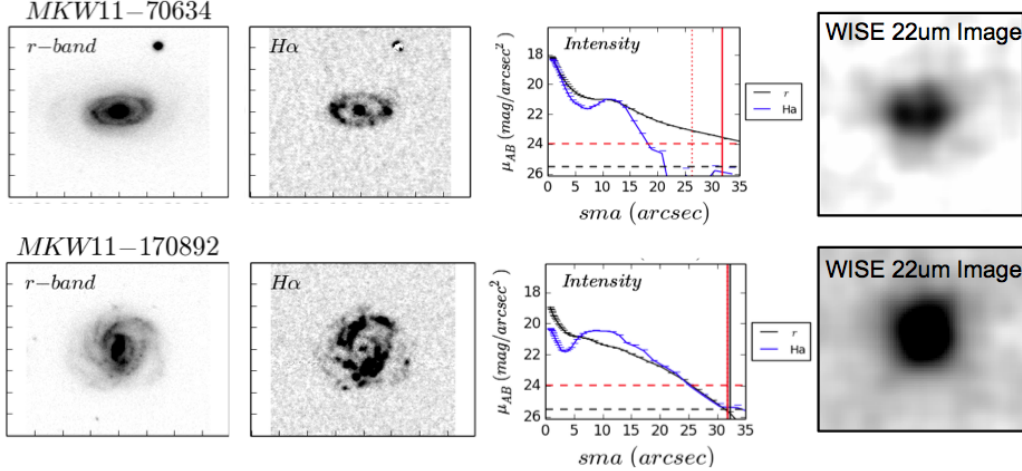 MKW11−70634
r−band
Hα
Intensity
18
20
22
24
26
0 5 10 15 20 25 30 35
μAB (mag/arcsec²)
sma (arcsec)
r
Ha
WISE 22um Image
MKW11−170892
r−band
Hα
Intensity
18
20
22
24
26
0 5 10 15 20 25 30 35
μAB (mag/arcsec²)
sma (arcsec)
r
Ha
WISE 22um Image